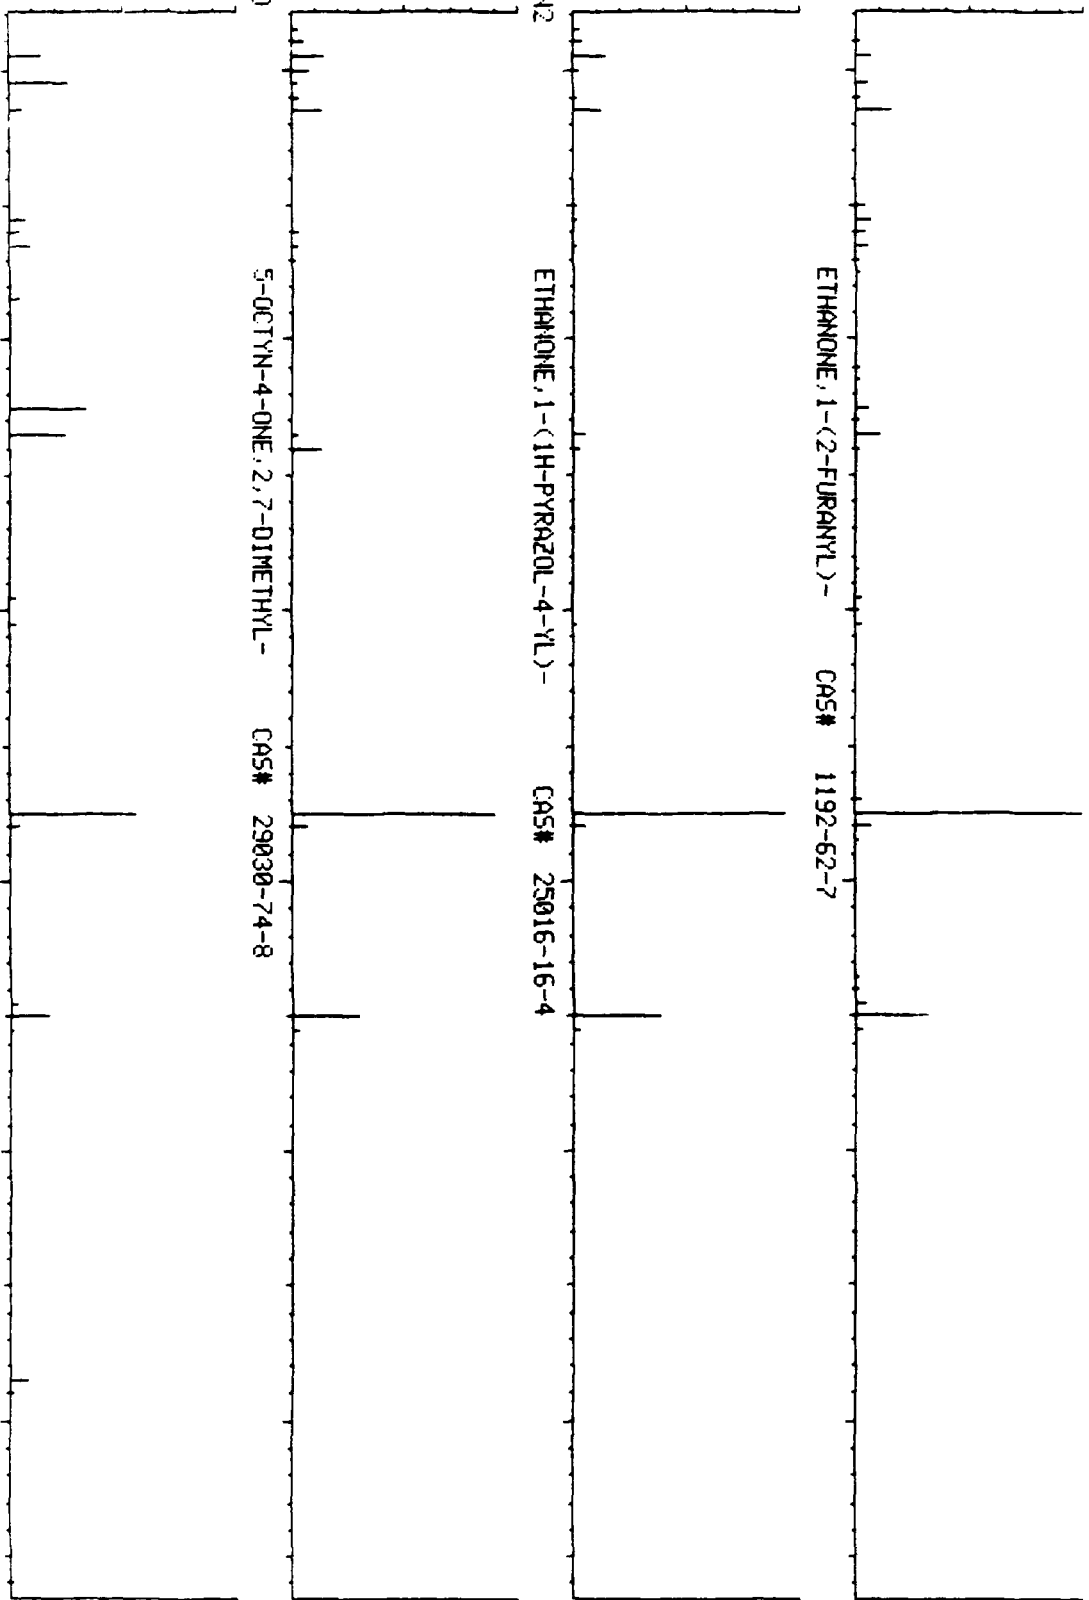 ETHANONE,1-(2-FURANYL)- CAS# 1192-62-7
ETHANONE,1-(1H-PYRAZOL-4-YL)- CAS# 25016-16-4
5-OCTYN-4-ONE,2,7-DIMETHYL- CAS# 29030-74-8